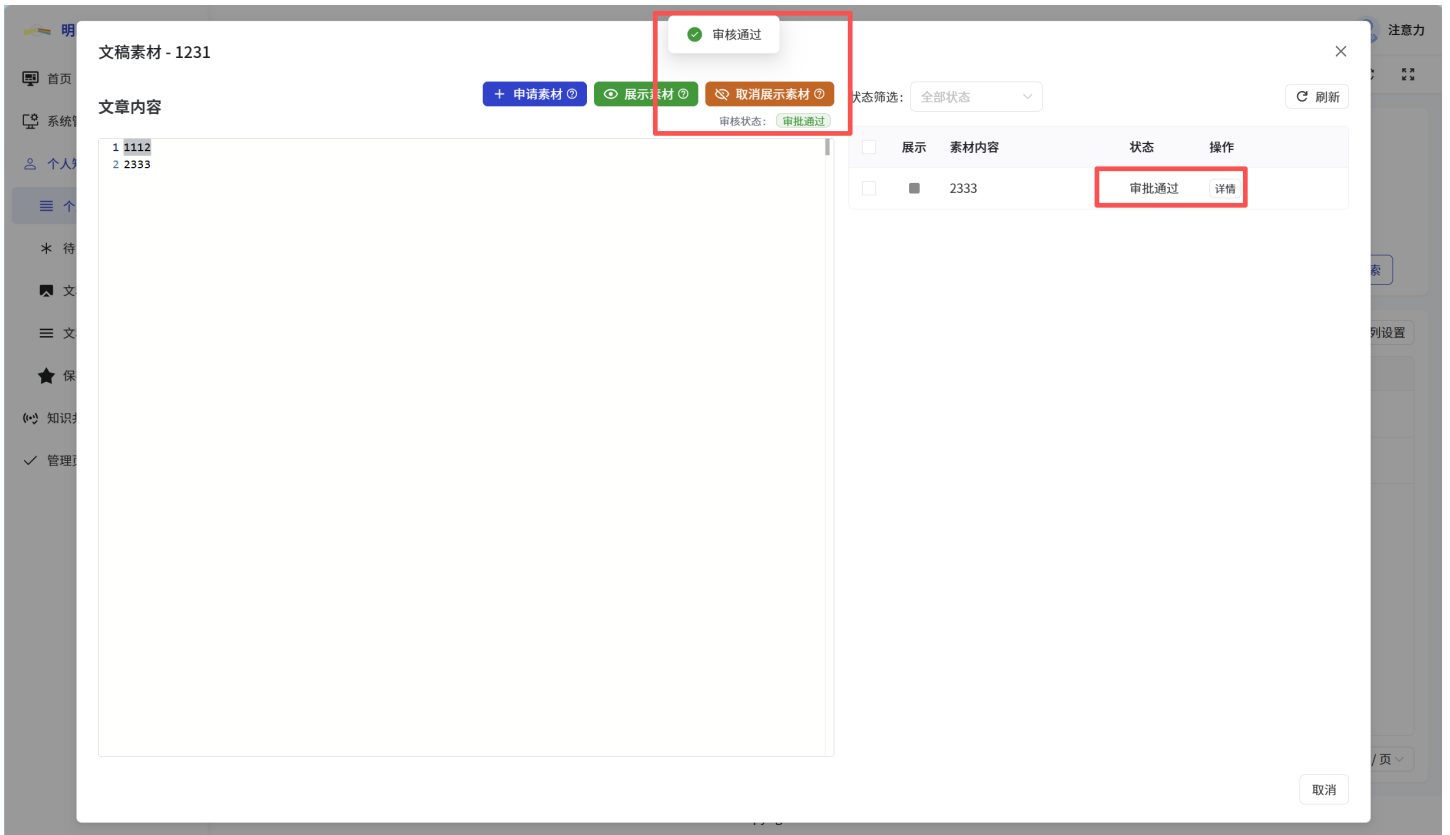 明
注意力
审核通过
文稿素材 - 1231
首页
申请素材
展示素材
取消展示素材
状态筛选:
全部状态
刷新
文章内容
系统
审核状态:
审批通过
1 1112
2 2333
展示
素材内容
状态
操作
2333
审批通过
详情
个人
个
待
文
索
文
列设置
保
知识
管理
/ 页
取消